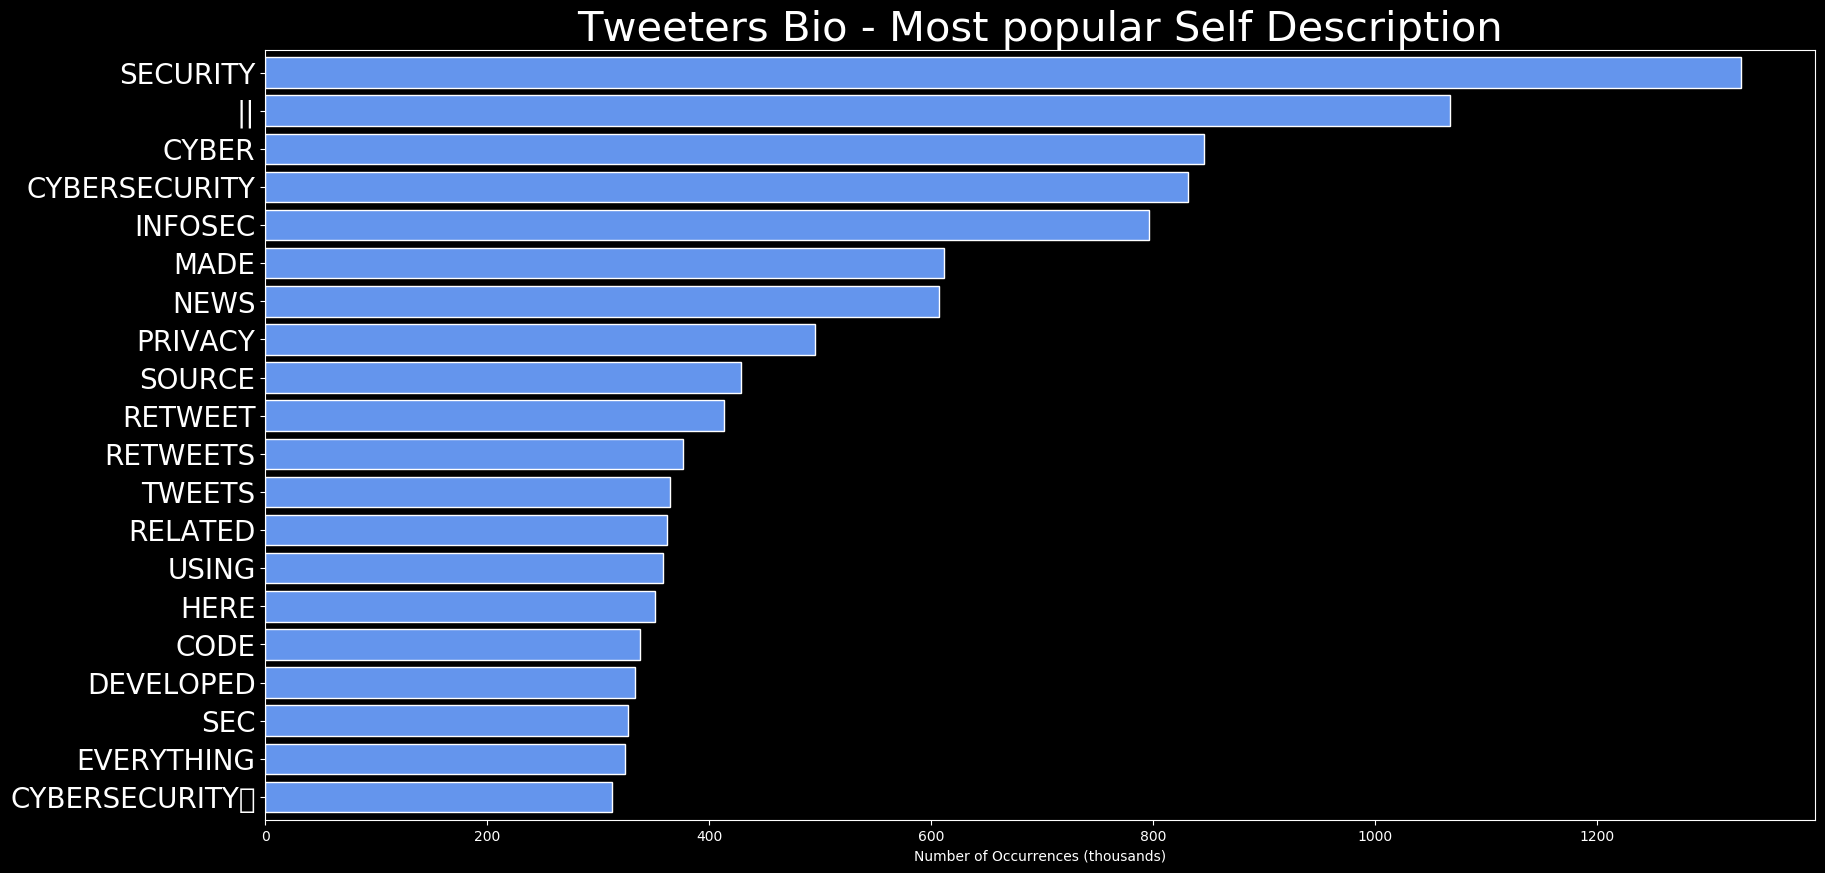 Tweeters Bio - Most popular Self Description
SECURITY
||
CYBER
CYBERSECURITY
INFOSEC
MADE
NEWS
PRIVACY
SOURCE
RETWEET
RETWEETS
TWEETS
RELATED
USING
HERE
CODE
DEVELOPED
SEC
EVERYTHING
CYBERSECURITY▯
0 200 400 600 800 1000 1200
Number of Occurrences (thousands)